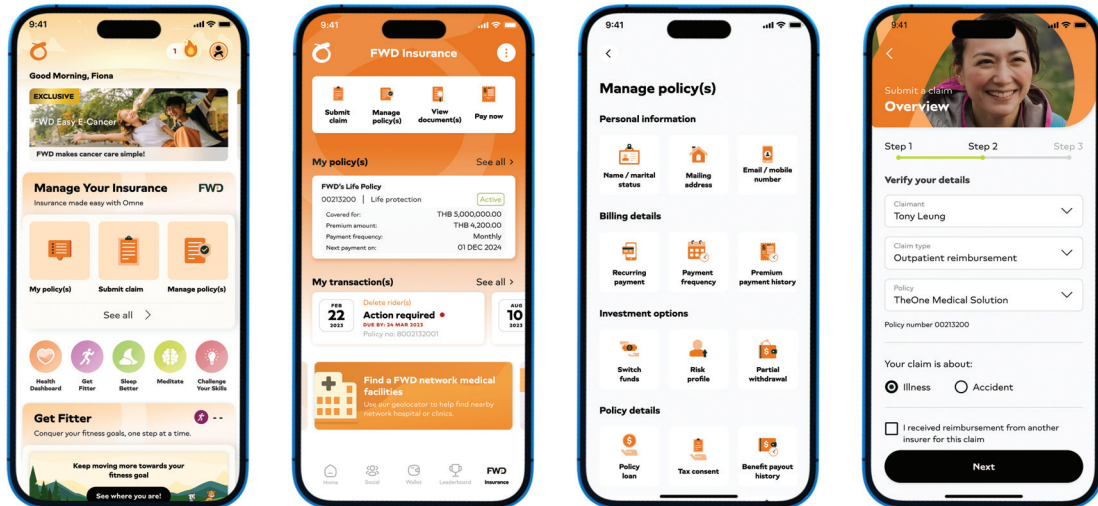 9:41
1
Good Morning, Fiona
EXCLUSIVE
FWD Easy E-Cancer
FWD makes cancer care simple!
Manage Your Insurance
FWD
Insurance made easy with Omne
My policy(s)
Submit claim
Manage policy(s)
See all >
Health Dashboard
Get Fitter
Sleep Better
Meditate
Challenge Your Skills
Get Fitter
--
Conquer your fitness goals, one step at a time.
Keep moving more towards your
fitness goal
See where you are!
9:41
FWD Insurance
Submit claim
Manage policy(s)
View document(s)
Pay now
My policy(s)
See all >
FWD's Life Policy
00213200 | Life protection
Active
Covered for: THB 5,000,000.00
Premium amount: THB 4,200.00
Payment frequency: Monthly
Next payment on: 01 DEC 2024
My transaction(s)
See all >
FEB
22
2023
Delete rider(s)
Action required
DUE BY: 24 MAR 2023
Policy no: 8002132001
AUG
10
2023
Find a FWD network medical
facilities
Use our geolocator to help find nearby
network hospital or clinics.
Home
Social
Wallet
Leaderboard
FWD
Insurance
9:41
Manage policy(s)
Personal information
Name / marital status
Mailing address
Email / mobile number
Billing details
Recurring payment
Payment frequency
Premium payment history
Investment options
Switch funds
Risk profile
Partial withdrawal
Policy details
Policy loan
Tax consent
Benefit payout history
9:41
Submit a claim
Overview
Step 1
Step 2
Step 3
Verify your details
Claimant
Tony Leung
Claim type
Outpatient reimbursement
Policy
TheOne Medical Solution
Policy number 00213200
Your claim is about:
Illness
Accident
I received reimbursement from another
insurer for this claim
Next